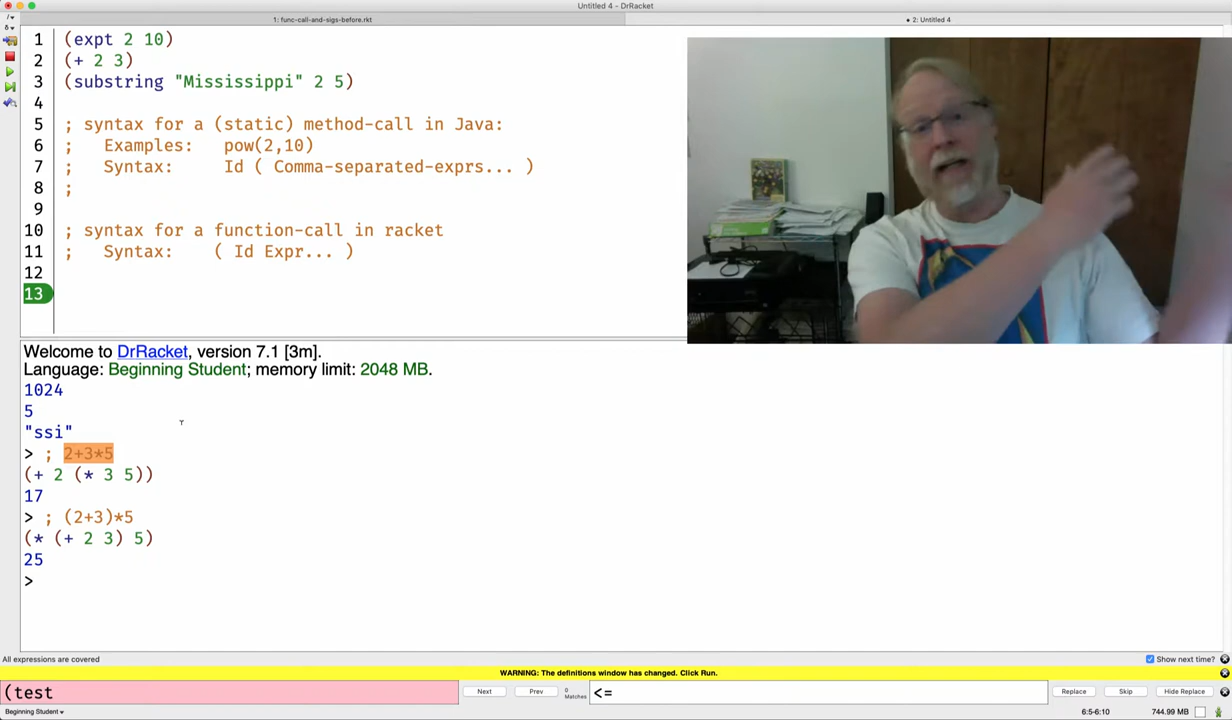 Untitled 4 - DrRacket
1: func-call-and-sigs-before.rkt
• 2: Untitled 4
1 (expt 2 10)
2 (+ 2 3)
3 (substring "Mississippi" 2 5)
4
5 ; syntax for a (static) method-call in Java:
6 ; Examples: pow(2,10)
7 ; Syntax: Id ( Comma-separated-exprs... )
8 ;
9
10 ; syntax for a function-call in racket
11 ; Syntax: ( Id Expr... )
12
13
Welcome to DrRacket, version 7.1 [3m].
Language: Beginning Student; memory limit: 2048 MB.
1024
5
"ssi"
> ; 2+3*5
(+ 2 (* 3 5))
17
> ; (2+3)*5
(* (+ 2 3) 5)
25
>
All expressions are covered
Show next time?
WARNING: The definitions window has changed. Click Run.
(test
Next
Prev
0 Matches
<=
Replace
Skip
Hide Replace
Beginning Student
6:5-6:10
744.99 MB